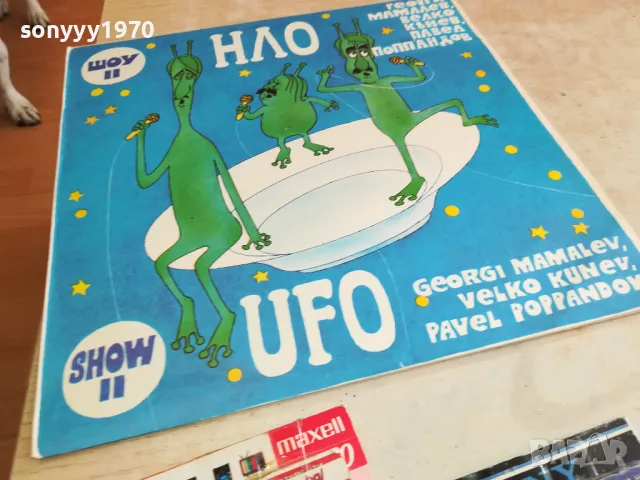 sonyyy1970
ШОУ
II
НЛО
ГЕОРГИ
МАМАЛЕВ,
ВЕЛКО
КЪНЕВ,
ПАВЕЛ
ПОППАНДОВ
GEORGI MAMALEV,
VELKO KUNEV,
PAVEL POPPANDOV
UFO
SHOW
II
maxell
BAZAR